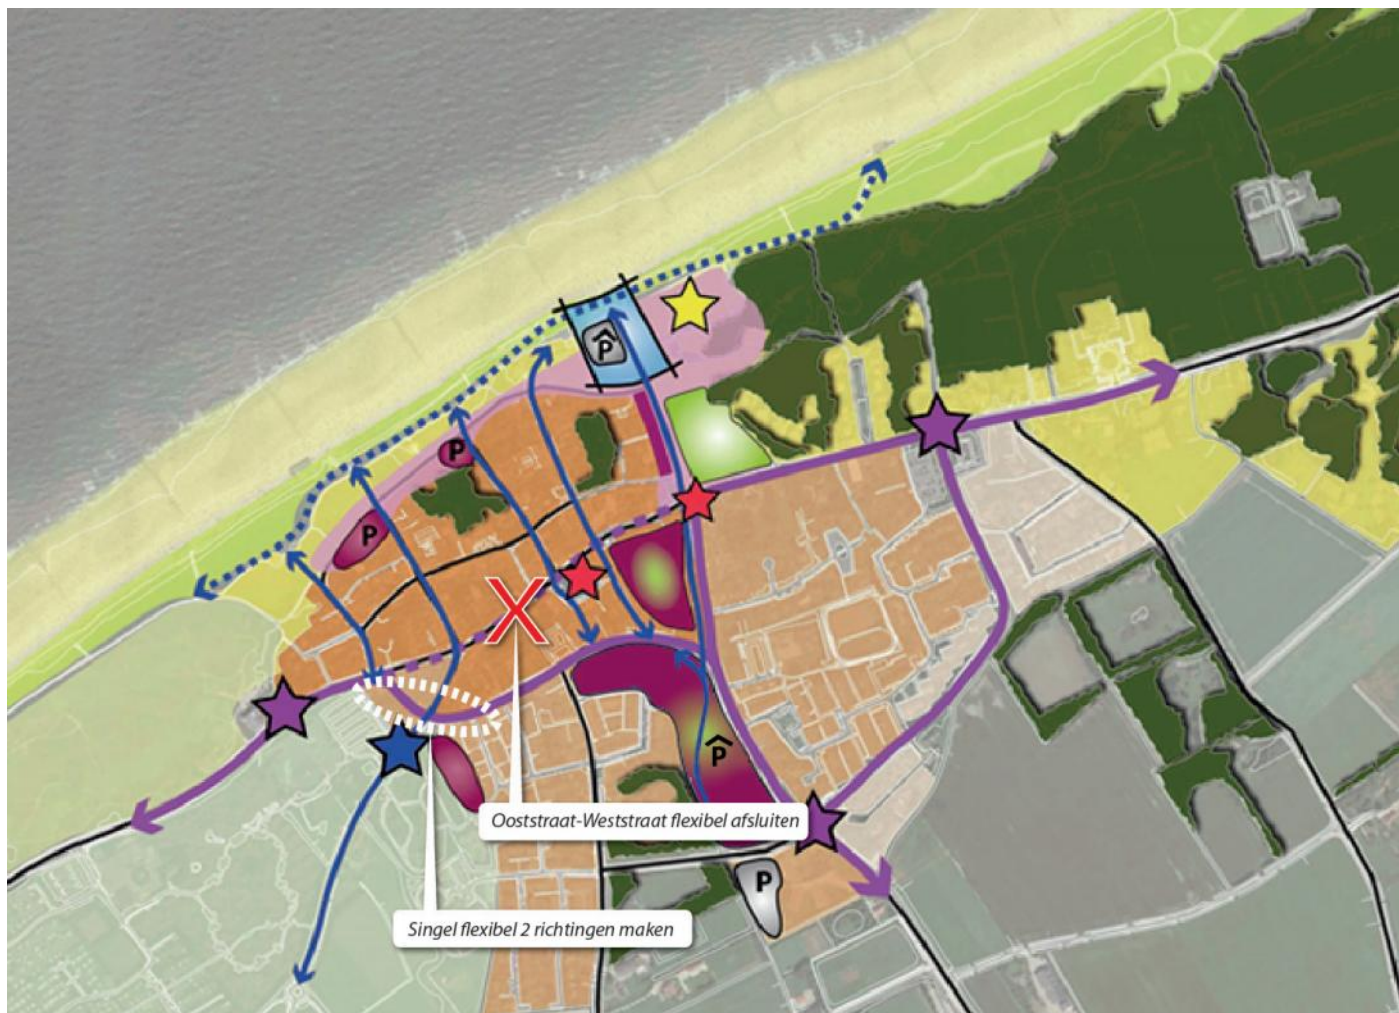 P̂
P
P
Ooststraat-Weststraat flexibel afsluiten
P̂
P
Singel flexibel 2 richtingen maken